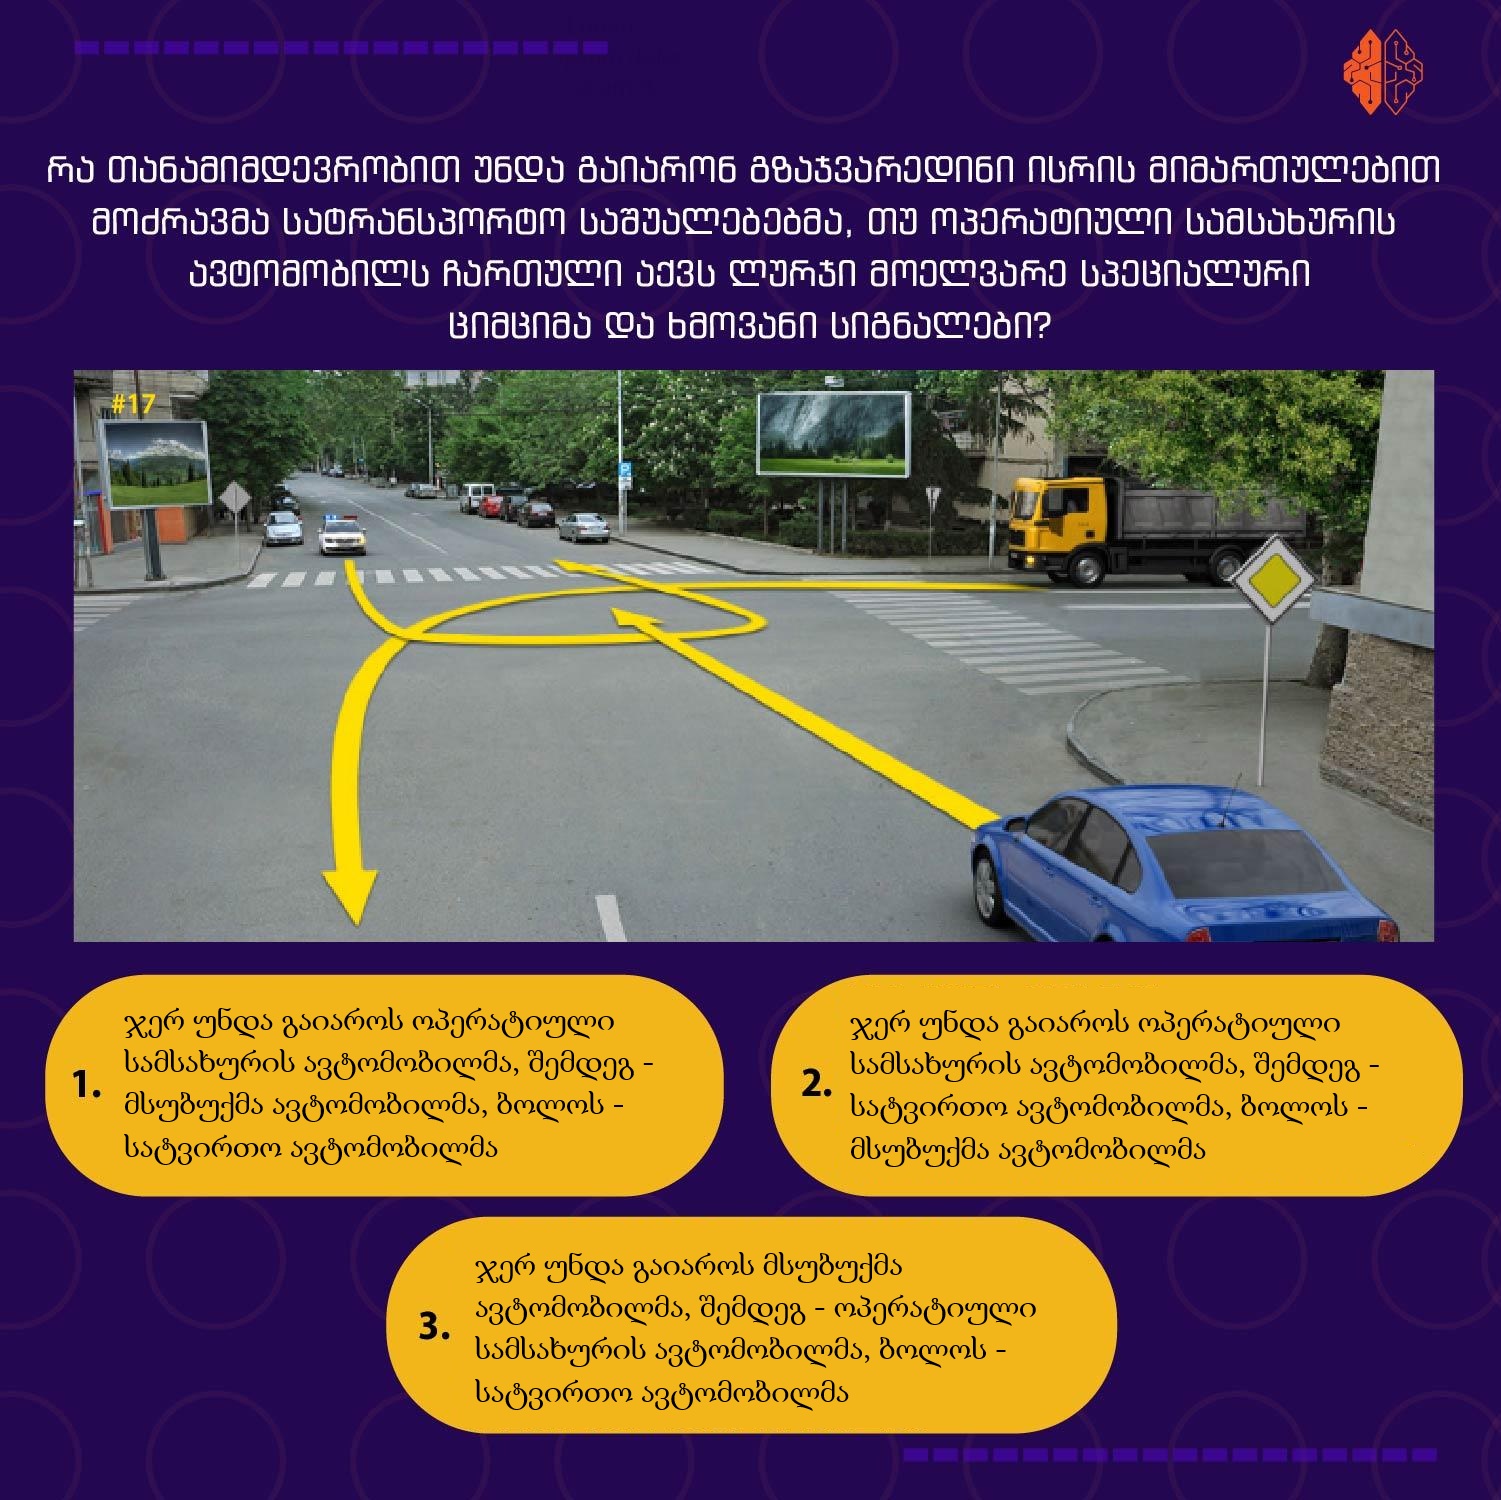 რა თანამიმდევრობით უნდა გაიარონ გზაჯვარედინი ისრის მიმართულებით
მოძრავმა სატრანსპორტო საშუალებებმა, თუ ოპერატიული სამსახურის
ავტომობილს ჩართული აქვს ლურჯი მოელვარე სპეციალური
ციმციმა და ხმოვანი სიგნალები?
#17
P
1. ჯერ უნდა გაიაროს ოპერატიული
სამსახურის ავტომობილმა, შემდეგ -
მსუბუქმა ავტომობილმა, ბოლოს -
სატვირთო ავტომობილმა
2. ჯერ უნდა გაიაროს ოპერატიული
სამსახურის ავტომობილმა, შემდეგ -
სატვირთო ავტომობილმა, ბოლოს -
მსუბუქმა ავტომობილმა
3. ჯერ უნდა გაიაროს მსუბუქმა
ავტომობილმა, შემდეგ - ოპერატიული
სამსახურის ავტომობილმა, ბოლოს -
სატვირთო ავტომობილმა